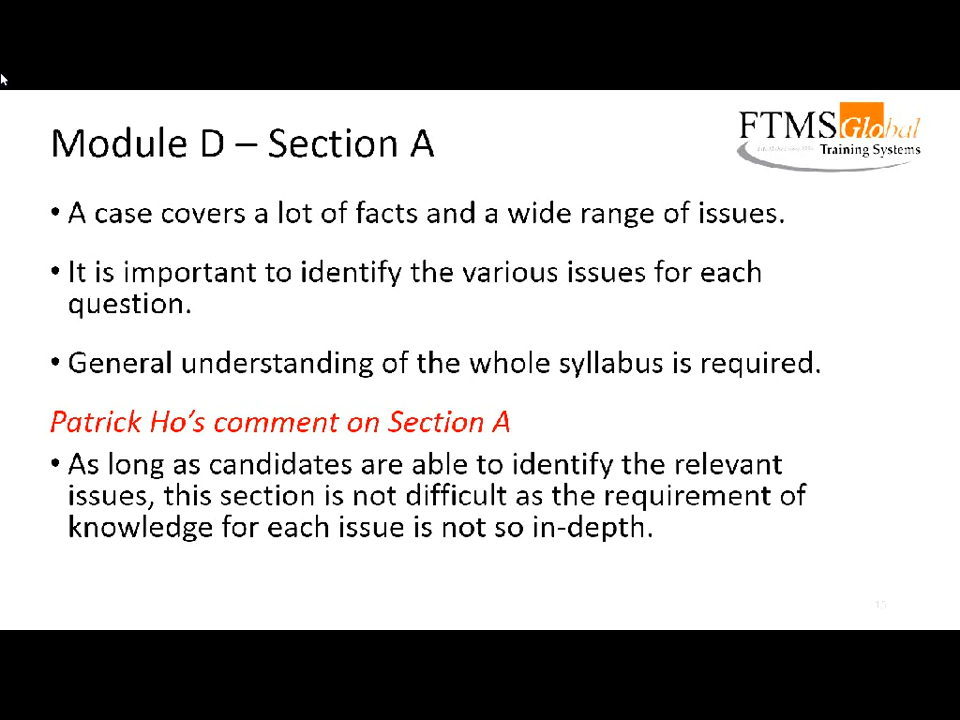 Module D – Section A
FTMS Global
Training Systems
• A case covers a lot of facts and a wide range of issues.
• It is important to identify the various issues for each
question.
• General understanding of the whole syllabus is required.
Patrick Ho's comment on Section A
• As long as candidates are able to identify the relevant
issues, this section is not difficult as the requirement of
knowledge for each issue is not so in-depth.